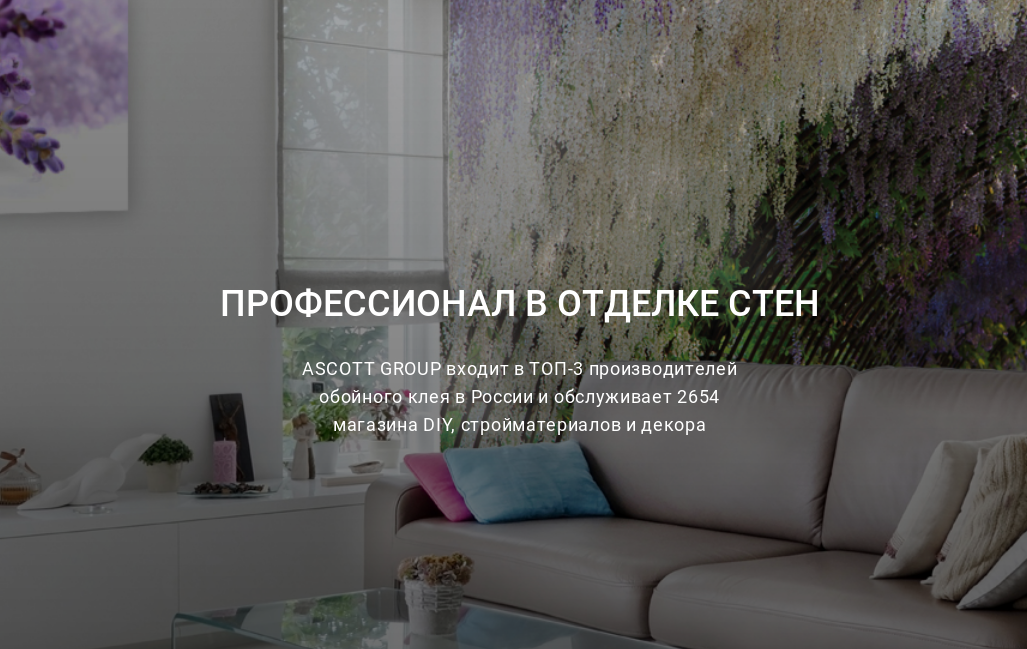 ПРОФЕССИОНАЛ В ОТДЕЛКЕ СТЕН
ASCOTT GROUP входит в ТОП-3 производителей
обойного клея в России и обслуживает 2654
магазина DIY, стройматериалов и декора